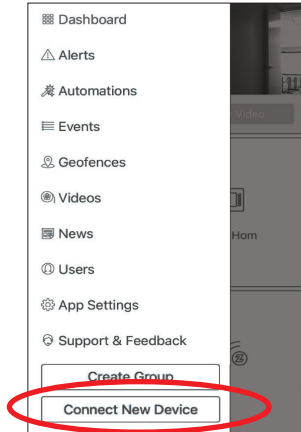 Dashboard
Alerts
Automations
Events
Video
Geofences
Videos
News
Hom
Users
App Settings
Support & Feedback
Create Group
Connect New Device